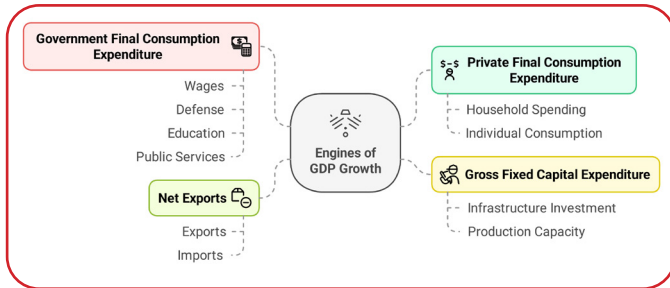 Government Final Consumption
Expenditure
Wages
Defense
Education
Public Services
Net Exports
Exports
Imports
Engines of
GDP Growth
$-$
Private Final Consumption
Expenditure
Household Spending
Individual Consumption
Gross Fixed Capital Expenditure
Infrastructure Investment
Production Capacity